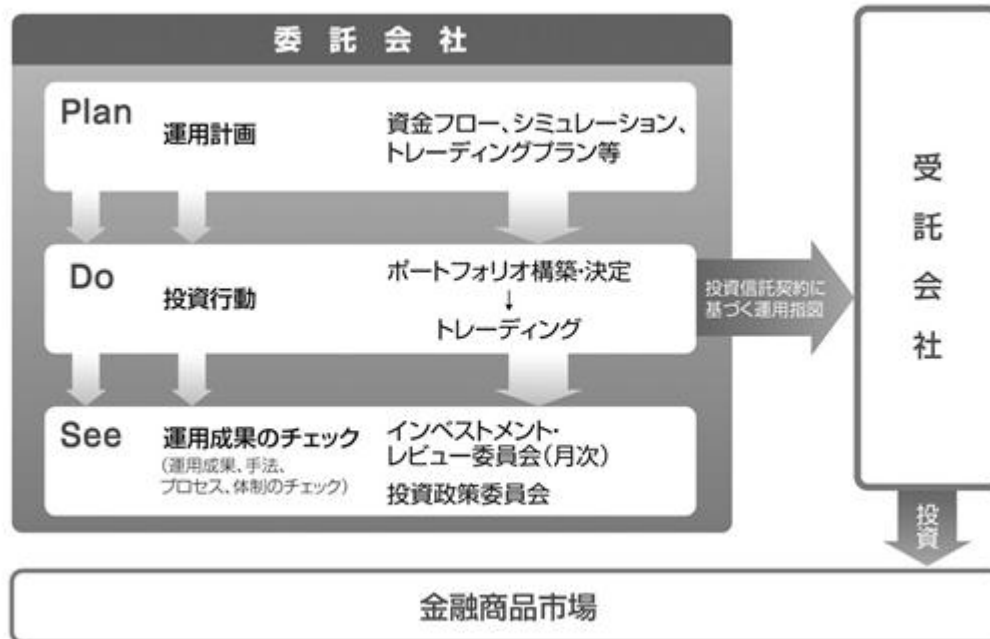 委託会社
Plan
運用計画
資金フロー、シミュレーション、
トレーディングプラン等
Do
投資行動
ポートフォリオ構築・決定
↓
トレーディング
投資信託契約に
基づく運用指図
See
運用成果のチェック
(運用成果、手法、
プロセス、体制のチェック)
インベストメント・
レビュー委員会(月次)
投資政策委員会
受託会社
投資
金融商品市場